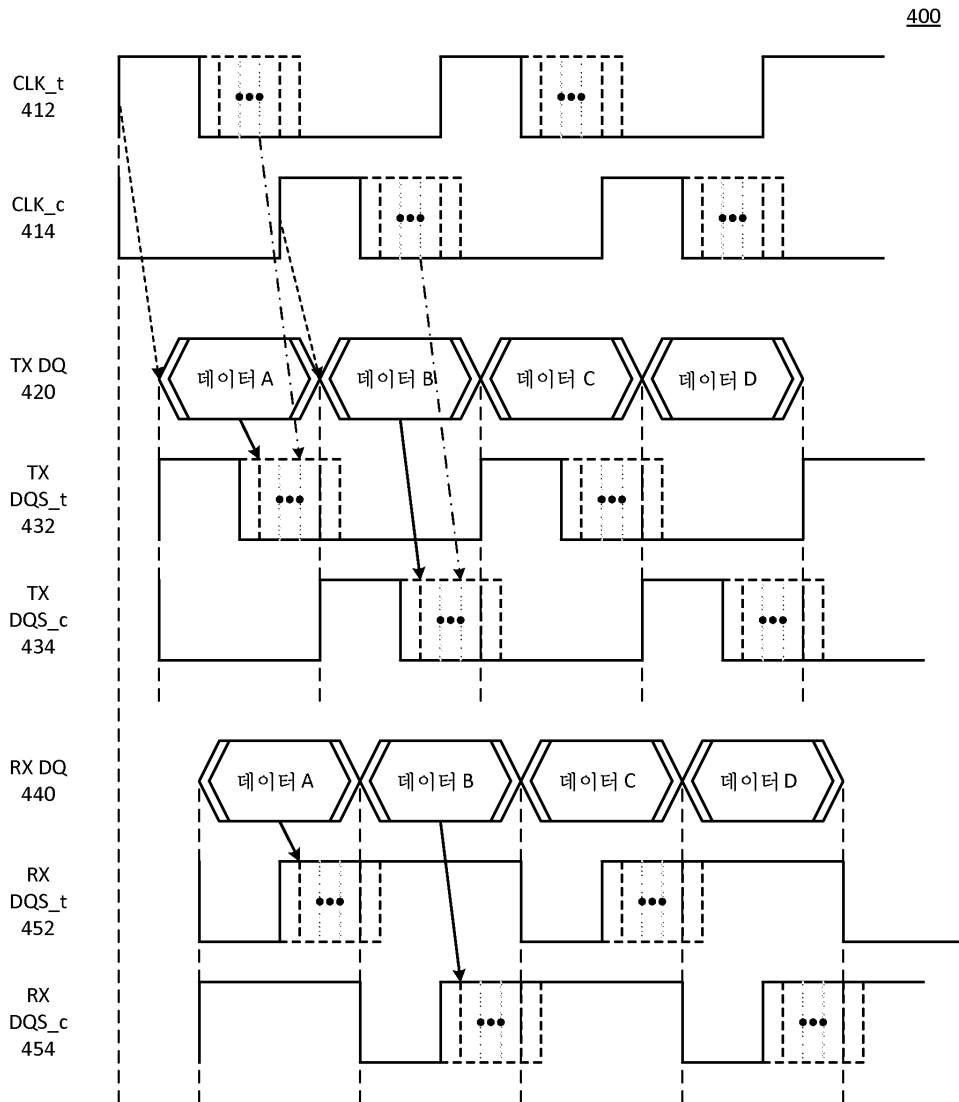 400
CLK_t
412
CLK_c
414
TX DQ
420
데이터 A
데이터 B
데이터 C
데이터 D
TX
DQS_t
432
TX
DQS_c
434
RX DQ
440
데이터 A
데이터 B
데이터 C
데이터 D
RX
DQS_t
452
RX
DQS_c
454